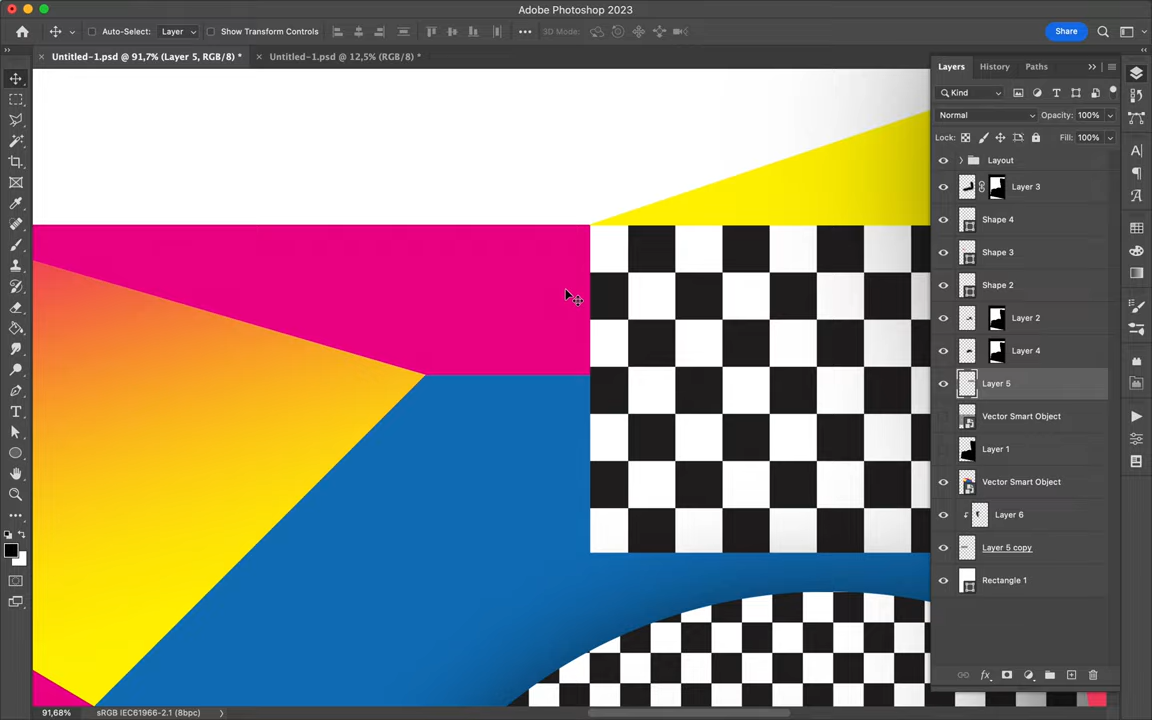 Adobe Photoshop 2023
Auto-Select:
Layer
Show Transform Controls
3D Mode:
Share
Untitled-1.psd @ 91,7% (Layer 5, RGB/8) *
Untitled-1.psd @ 12,5% (RGB/8) *
Layers
History
Paths
Kind
Normal
Opacity: 100%
Lock:
Fill: 100%
Layout
Layer 3
Shape 4
Shape 3
Shape 2
Layer 2
Layer 4
Layer 5
Vector Smart Object
Layer 1
Vector Smart Object
Layer 6
Layer 5 copy
Rectangle 1
91,68%
sRGB IEC61966-2.1 (8bpc)